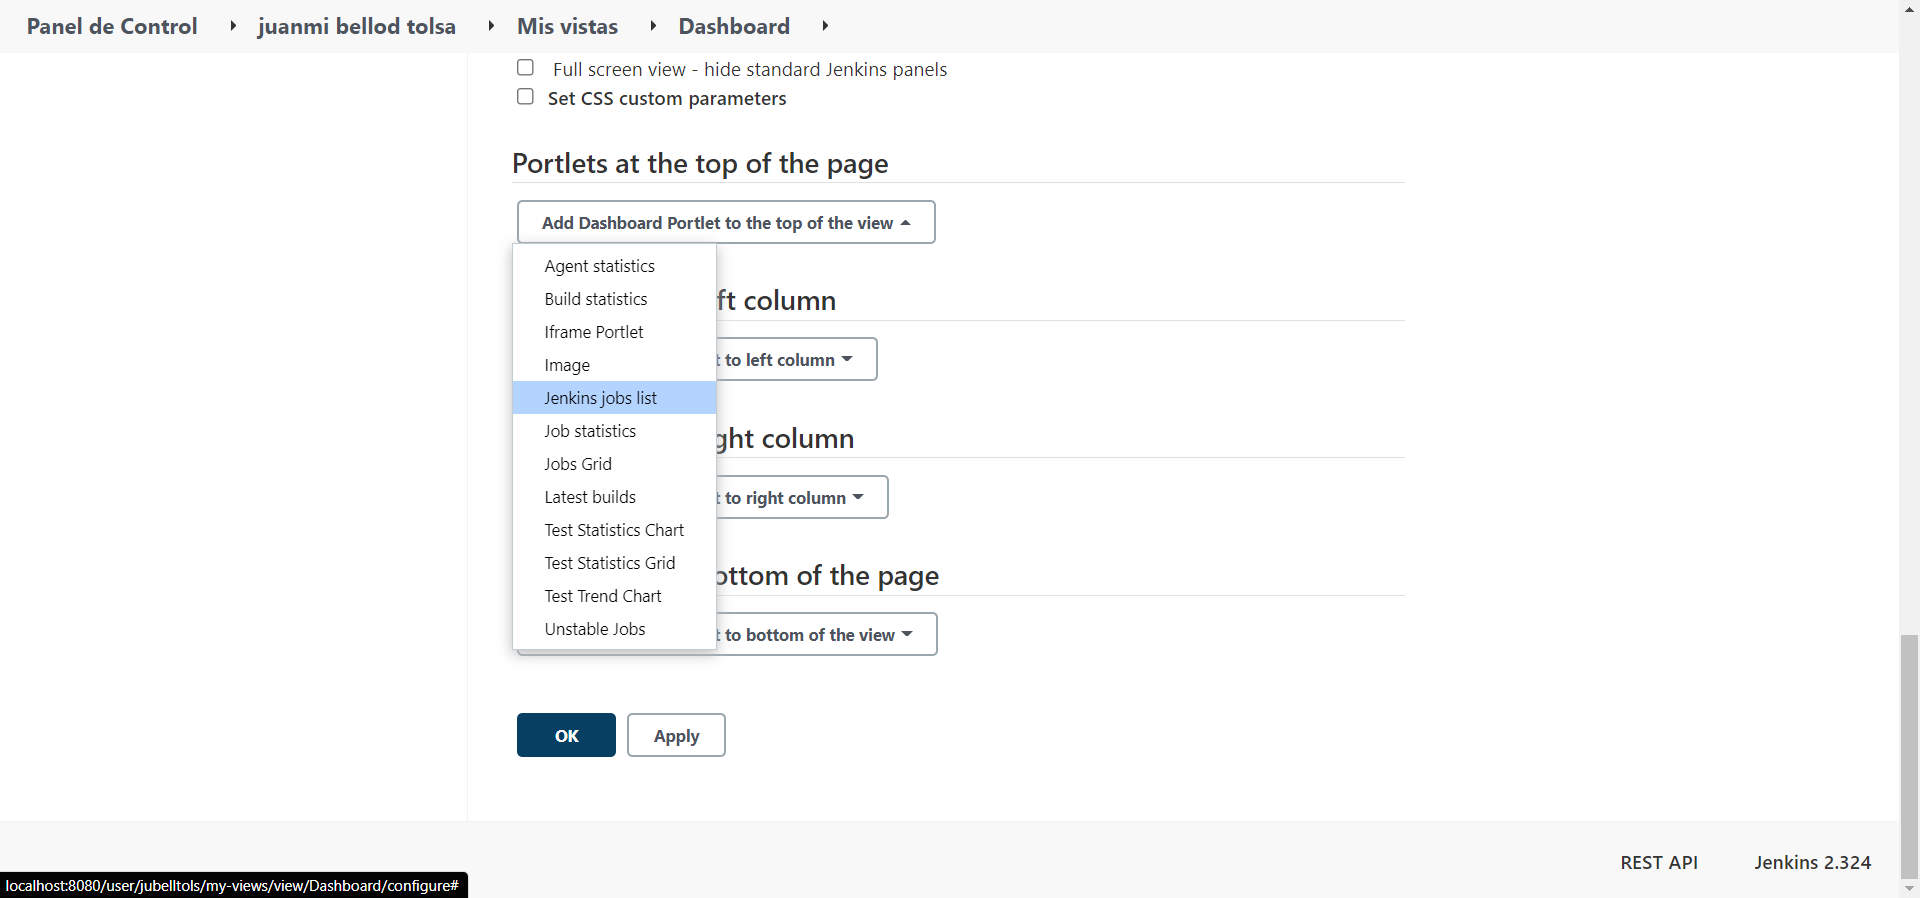 Panel de Control juanmi bellod tolsa Mis vistas Dashboard
Full screen view - hide standard Jenkins panels
Set CSS custom parameters
Portlets at the top of the page
Add Dashboard Portlet to the top of the view
Agent statistics
Build statistics
Iframe Portlet
Image
Jenkins jobs list
Job statistics
Jobs Grid
Latest builds
Test Statistics Chart
Test Statistics Grid
Test Trend Chart
Unstable Jobs
column
to left column
column
to right column
of the page
to bottom of the view
OK Apply
REST API Jenkins 2.324
localhost:8080/user/jubelltols/my-views/view/Dashboard/configure#